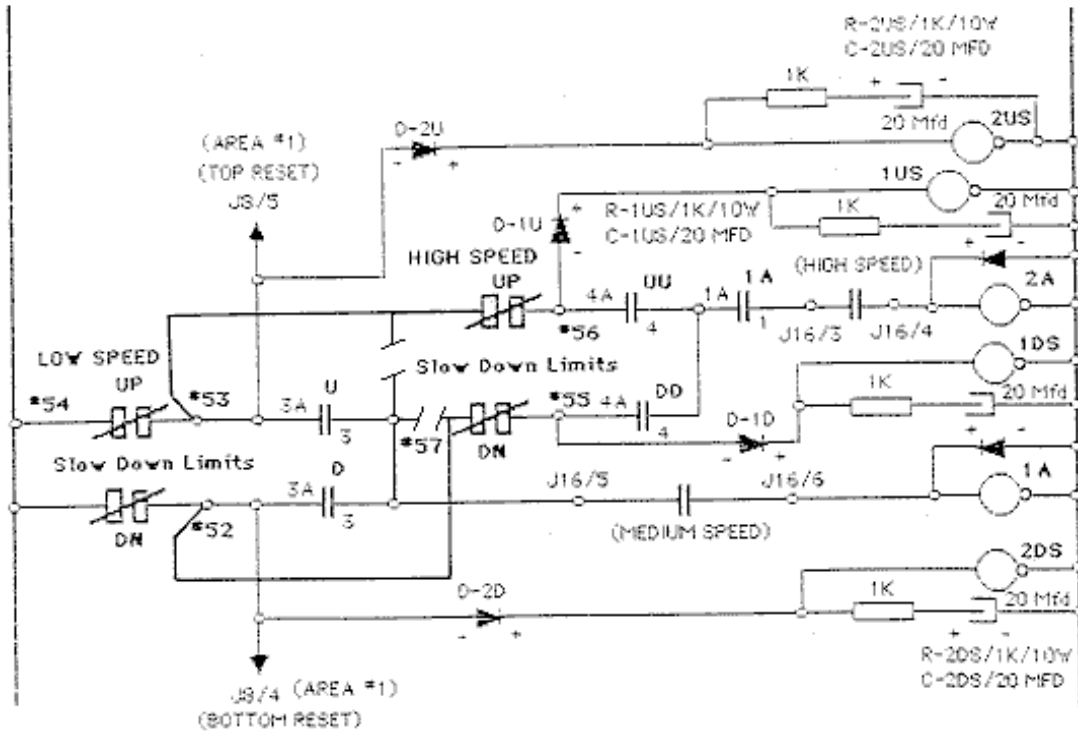 R-2US/1K/10W
C-2US/20 MFD
1K
+ -
20 Mfd
2US
D-2U
- +
(AREA #1)
(TOP RESET)
J8/5
1US
20 Mfd
1K
+
R-1US/1K/10W
C-1US/20 MFD
D-1U
-
HIGH SPEED
UP
(HIGH SPEED)
+ -
4A
UU
4
1A
1A
1
2A
#56
J16/3
J16/4
LOW SPEED
UP
Slow Down Limits
1DS
#54
#53
3A
U
3
#57
DN
#55
4A
DD
4
1K
20 Mfd
D-1D
- +
Slow Down Limits
DN
#52
3A
D
3
J16/5
J16/6
(MEDIUM SPEED)
+ -
1A
2DS
D-2D
- +
1K
20 Mfd
+ -
R-2DS/1K/10W
C-2DS/20 MFD
J8/4 (AREA #1)
(BOTTOM RESET)